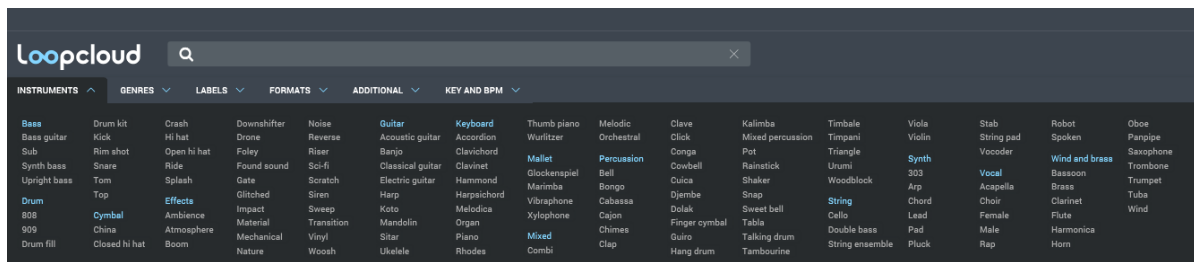 Loopcloud
INSTRUMENTS GENRES LABELS FORMATS ADDITIONAL KEY AND BPM
Bass
Bass guitar
Sub
Synth bass
Upright bass
Drum
808
909
Drum fill
Drum kit
Kick
Rim shot
Snare
Tom
Top
Cymbal
China
Closed hi hat
Crash
Hi hat
Open hi hat
Ride
Splash
Effects
Ambience
Atmosphere
Boom
Downshifter
Drone
Foley
Found sound
Gate
Glitched
Impact
Material
Mechanical
Nature
Noise
Reverse
Riser
Sci-fi
Scratch
Siren
Sweep
Transition
Vinyl
Woosh
Guitar
Acoustic guitar
Banjo
Classical guitar
Electric guitar
Harp
Koto
Mandolin
Sitar
Ukelele
Keyboard
Accordion
Clavichord
Clavinet
Hammond
Harpsichord
Melodica
Organ
Piano
Rhodes
Thumb piano
Wurlitzer
Mallet
Glockenspiel
Marimba
Vibraphone
Xylophone
Mixed
Combi
Melodic
Orchestral
Percussion
Bell
Bongo
Cabassa
Cajon
Chimes
Clap
Clave
Click
Conga
Cowbell
Cuica
Djembe
Dolak
Finger cymbal
Guiro
Hang drum
Kalimba
Mixed percussion
Pot
Rainstick
Shaker
Snap
Sweet bell
Tabla
Talking drum
Tambourine
Timbale
Timpani
Triangle
Urumi
Woodblock
String
Cello
Double bass
String ensemble
Viola
Violin
Synth
303
Arp
Chord
Lead
Pad
Pluck
Stab
String pad
Vocoder
Vocal
Acapella
Choir
Female
Male
Rap
Robot
Spoken
Wind and brass
Bassoon
Brass
Clarinet
Flute
Harmonica
Horn
Oboe
Panpipe
Saxophone
Trombone
Trumpet
Tuba
Wind